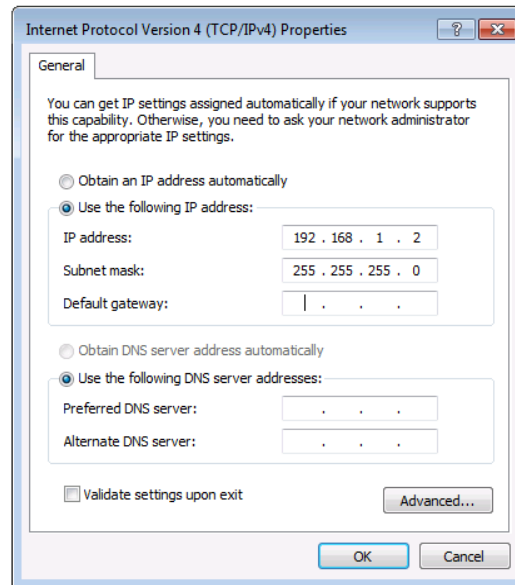 Internet Protocol Version 4 (TCP/IPv4) Properties
General
You can get IP settings assigned automatically if your network supports
this capability. Otherwise, you need to ask your network administrator
for the appropriate IP settings.
Obtain an IP address automatically
Use the following IP address:
IP address: 192 . 168 . 1 . 2
Subnet mask: 255 . 255 . 255 . 0
Default gateway: . . .
Obtain DNS server address automatically
Use the following DNS server addresses:
Preferred DNS server: . . .
Alternate DNS server: . . .
Validate settings upon exit
Advanced...
OK Cancel